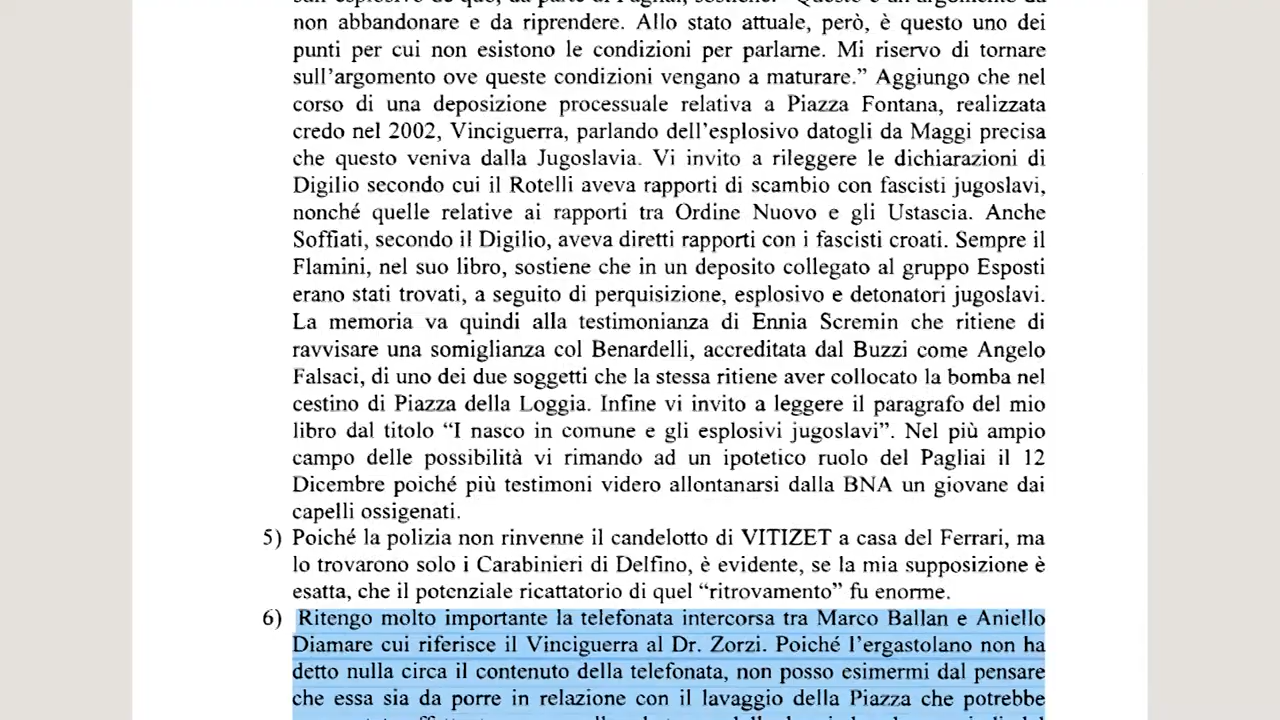 non abbandonare e da riprendere. Allo stato attuale, però, è questo uno dei
punti per cui non esistono le condizioni per parlarne. Mi riservo di tornare
sull'argomento ove queste condizioni vengano a maturare." Aggiungo che nel
corso di una deposizione processuale relativa a Piazza Fontana, realizzata
credo nel 2002, Vinciguerra, parlando dell'esplosivo datogli da Maggi precisa
che questo veniva dalla Jugoslavia. Vi invito a rileggere le dichiarazioni di
Digilio secondo cui il Rotelli aveva rapporti di scambio con fascisti jugoslavi,
nonché quelle relative ai rapporti tra Ordine Nuovo e gli Ustascia. Anche
Soffiati, secondo il Digilio, aveva diretti rapporti con i fascisti croati. Sempre il
Flamini, nel suo libro, sostiene che in un deposito collegato al gruppo Esposti
erano stati trovati, a seguito di perquisizione, esplosivo e detonatori jugoslavi.
La memoria va quindi alla testimonianza di Ennia Scremin che ritiene di
ravvisare una somiglianza col Benardelli, accreditata dal Buzzi come Angelo
Falsaci, di uno dei due soggetti che la stessa ritiene aver collocato la bomba nel
cestino di Piazza della Loggia. Infine vi invito a leggere il paragrafo del mio
libro dal titolo "I nasco in comune e gli esplosivi jugoslavi". Nel più ampio
campo delle possibilità vi rimando ad un ipotetico ruolo del Pagliai il 12
Dicembre poiché più testimoni videro allontanarsi dalla BNA un giovane dai
capelli ossigenati.
5) Poiché la polizia non rinvenne il candelotto di VITIZET a casa del Ferrari, ma
lo trovarono solo i Carabinieri di Delfino, è evidente, se la mia supposizione è
esatta, che il potenziale ricattatorio di quel "ritrovamento" fu enorme.
6) Ritengo molto importante la telefonata intercorsa tra Marco Ballan e Aniello
Diamare cui riferisce il Vinciguerra al Dr. Zorzi. Poiché l'ergastolano non ha
detto nulla circa il contenuto della telefonata, non posso esimermi dal pensare
che essa sia da porre in relazione con il lavaggio della Piazza che potrebbe